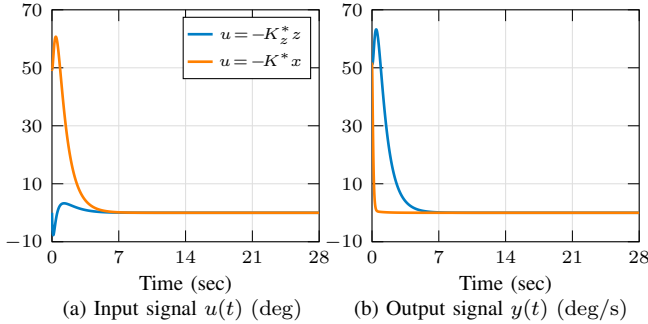 70
50
30
10
−10
u = −K*_z z
u = −K* x
0 7 14 21 28
Time (sec)
(a) Input signal u(t) (deg)
70
50
30
10
−10
0 7 14 21 28
Time (sec)
(b) Output signal y(t) (deg/s)